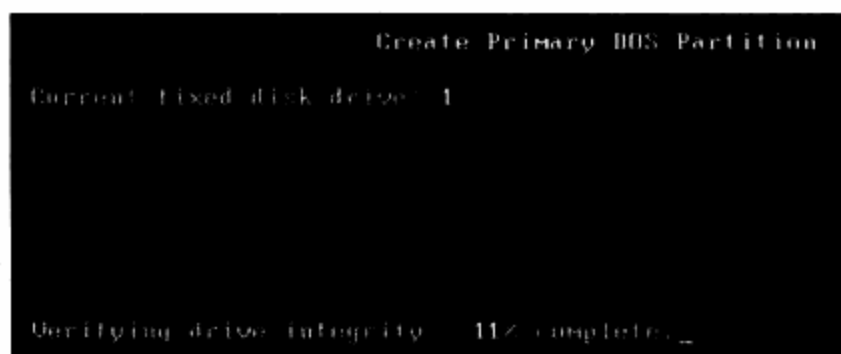 Create Primary DOS Partition
Current fixed disk drive: 1
Verifying drive integrity, 11% complete._